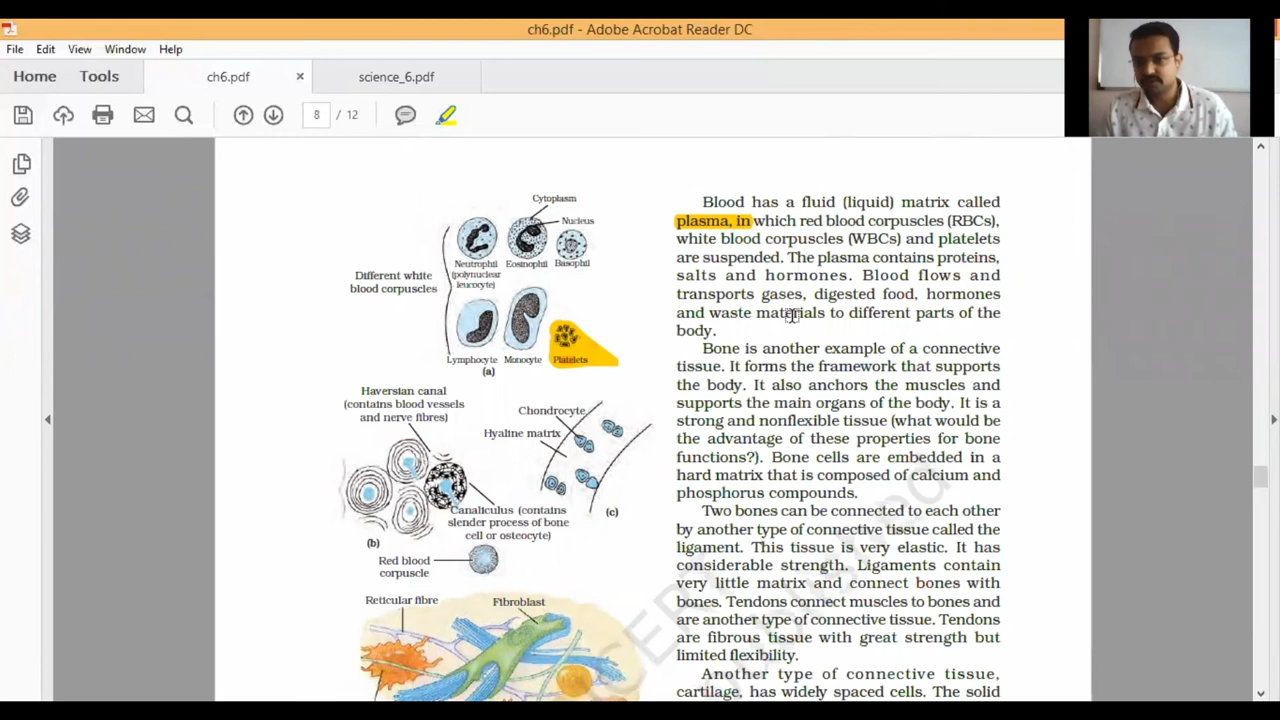 ch6.pdf - Adobe Acrobat Reader DC
File Edit View Window Help
Home Tools ch6.pdf × science_6.pdf
8 / 12
Cytoplasm
Nucleus
Neutrophil
(polynuclear
leucocyte)
Eosinophil
Basophil
Different white
blood corpuscles
Lymphocyte
Monocyte
Platelets
(a)
Haversian canal
(contains blood vessels
and nerve fibres)
Chondrocyte
Hyaline matrix
Canaliculus (contains
slender process of bone
cell or osteocyte)
(c)
(b)
Red blood
corpuscle
Reticular fibre
Fibroblast
Blood has a fluid (liquid) matrix called
plasma, in which red blood corpuscles (RBCs),
white blood corpuscles (WBCs) and platelets
are suspended. The plasma contains proteins,
salts and hormones. Blood flows and
transports gases, digested food, hormones
and waste materials to different parts of the
body.
Bone is another example of a connective
tissue. It forms the framework that supports
the body. It also anchors the muscles and
supports the main organs of the body. It is a
strong and nonflexible tissue (what would be
the advantage of these properties for bone
functions?). Bone cells are embedded in a
hard matrix that is composed of calcium and
phosphorus compounds.
Two bones can be connected to each other
by another type of connective tissue called the
ligament. This tissue is very elastic. It has
considerable strength. Ligaments contain
very little matrix and connect bones with
bones. Tendons connect muscles to bones and
are another type of connective tissue. Tendons
are fibrous tissue with great strength but
limited flexibility.
Another type of connective tissue,
cartilage, has widely spaced cells. The solid